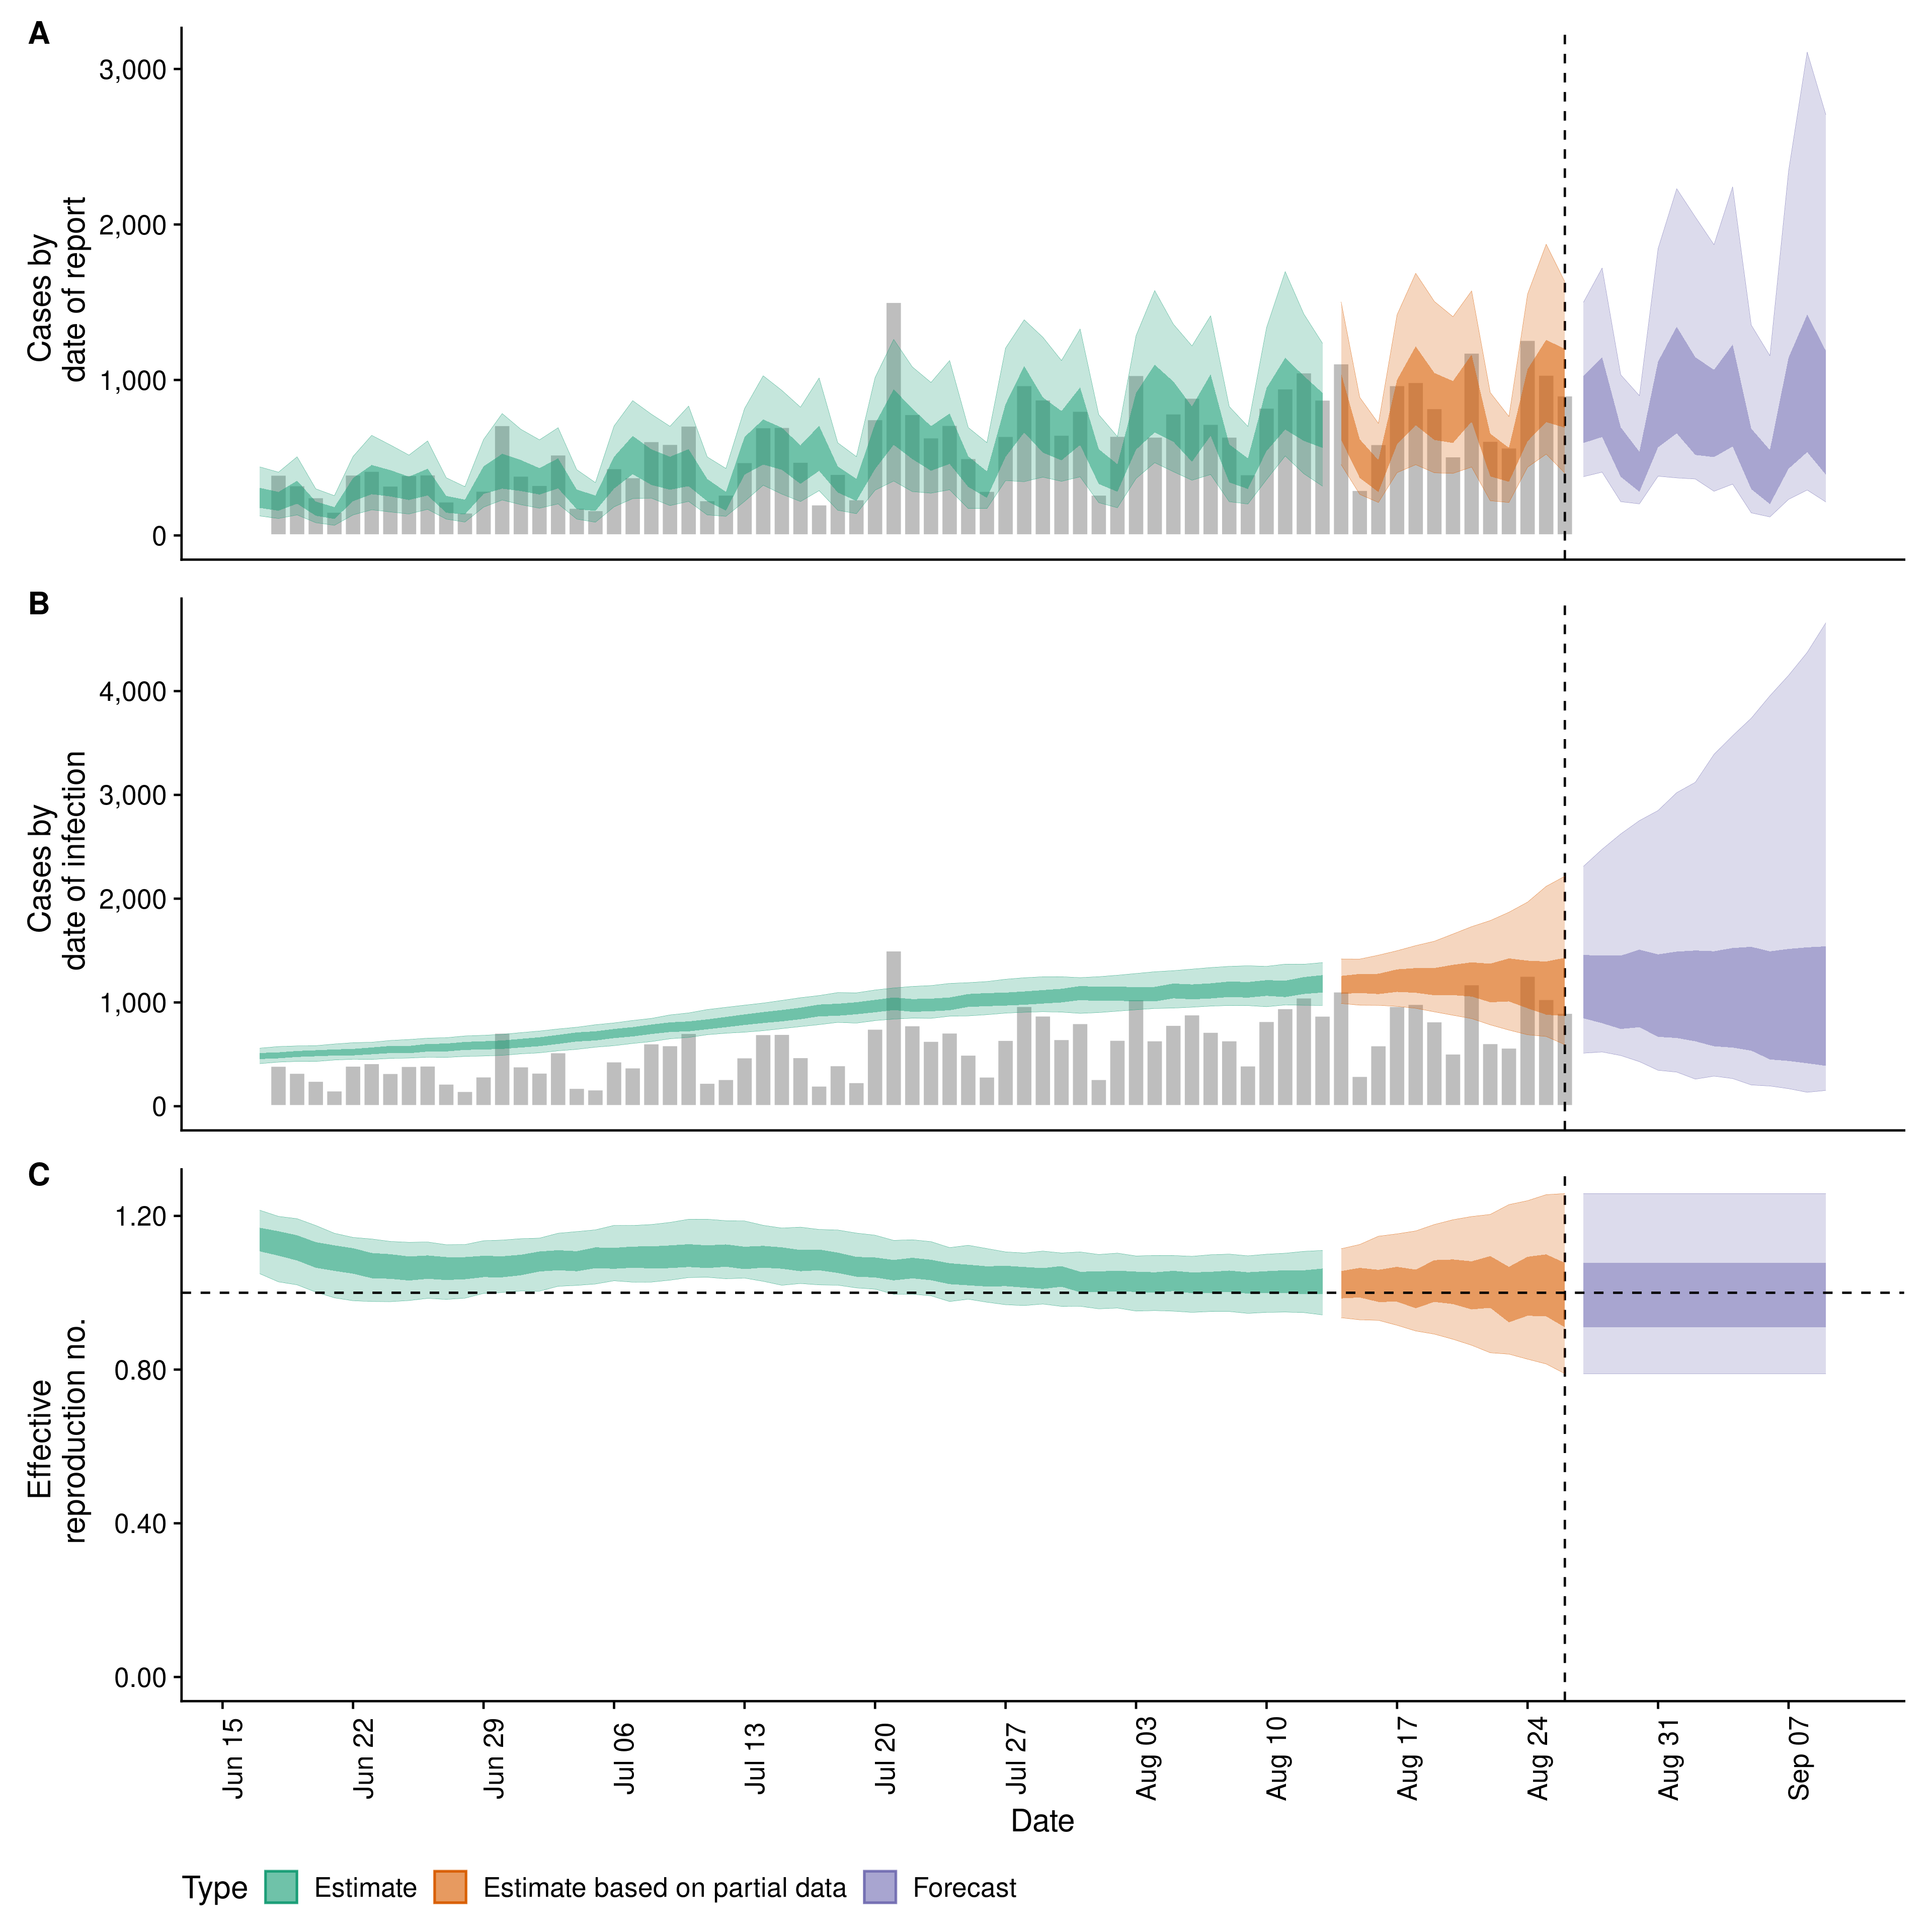 A
3,000
2,000
1,000
0
Cases by
date of report
B
4,000
3,000
2,000
1,000
0
Cases by
date of infection
C
1.20
0.80
0.40
0.00
Effective
reproduction no.
Jun 15
Jun 22
Jun 29
Jul 06
Jul 13
Jul 20
Jul 27
Aug 03
Aug 10
Aug 17
Aug 24
Aug 31
Sep 07
Date
Type Estimate Estimate based on partial data Forecast